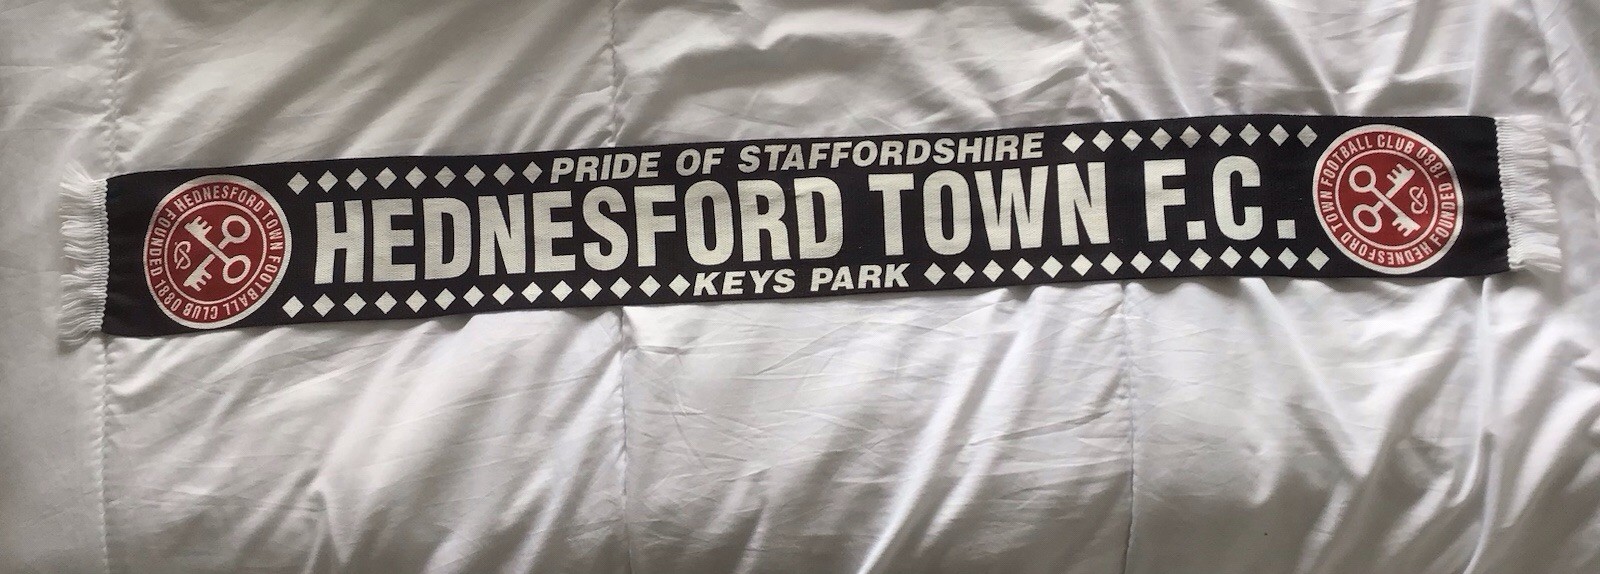 PRIDE OF STAFFORDSHIRE
HEDNESFORD TOWN F.C.
KEYS PARK
HEDNESFORD TOWN FOOTBALL CLUB
FOUNDED 1880
HEDNESFORD TOWN FOOTBALL CLUB
FOUNDED 1880